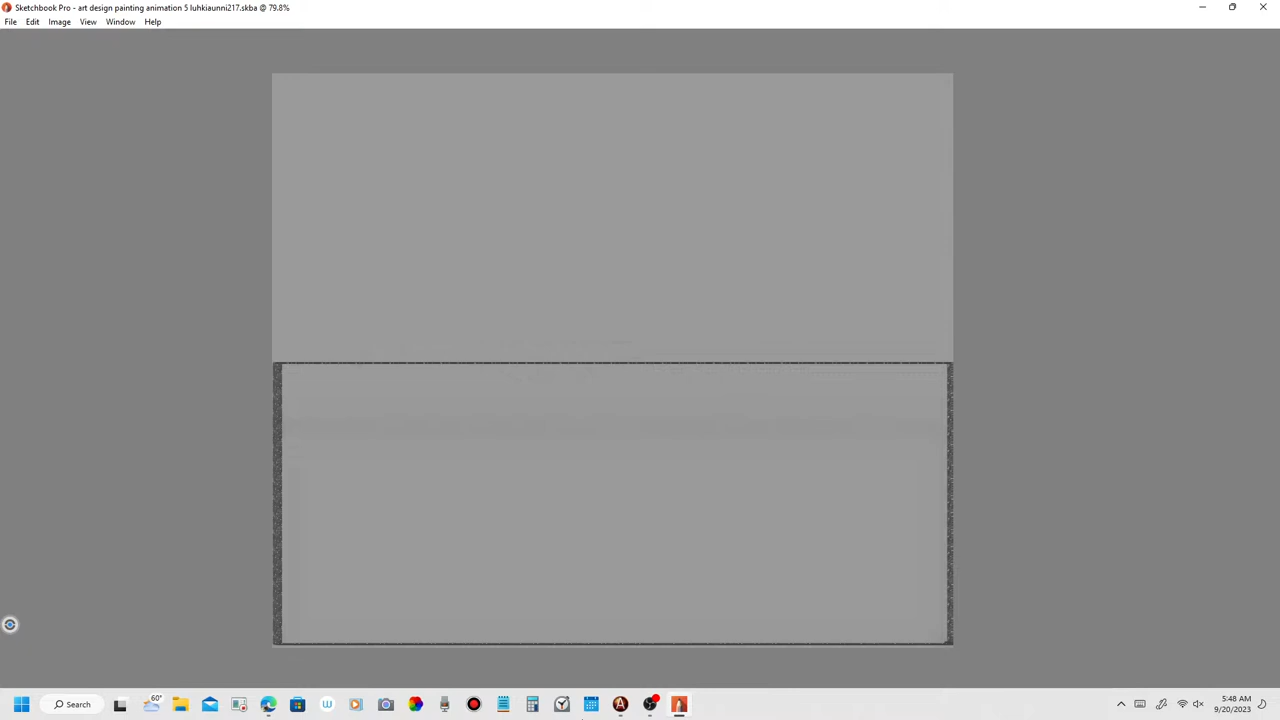 Sketchbook Pro - art design painting animation 5 luhkiaunni217.skba @ 79.8%
File Edit Image View Window Help
Search
60°
5:48 AM
9/20/2023